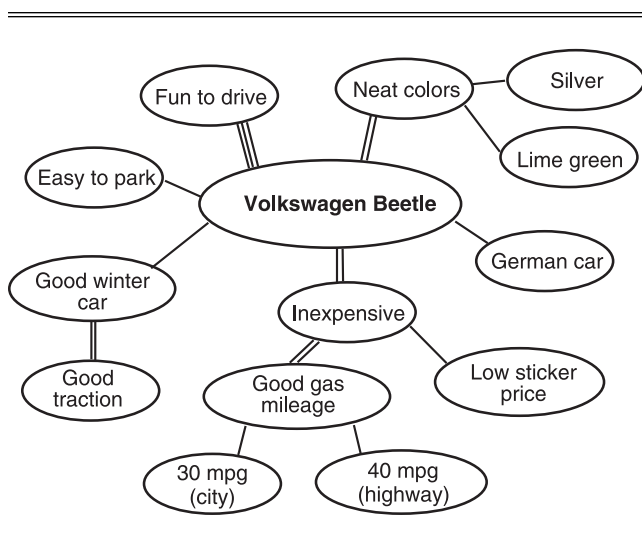 Fun to drive
Neat colors
Silver
Lime green
Easy to park
Volkswagen Beetle
German car
Good winter
car
Inexpensive
Good
traction
Good gas
mileage
Low sticker
price
30 mpg
(city)
40 mpg
(highway)